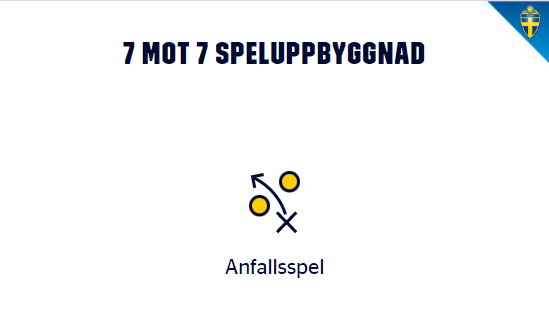 7 MOT 7 SPELUPPBYGGNAD
Anfallsspel